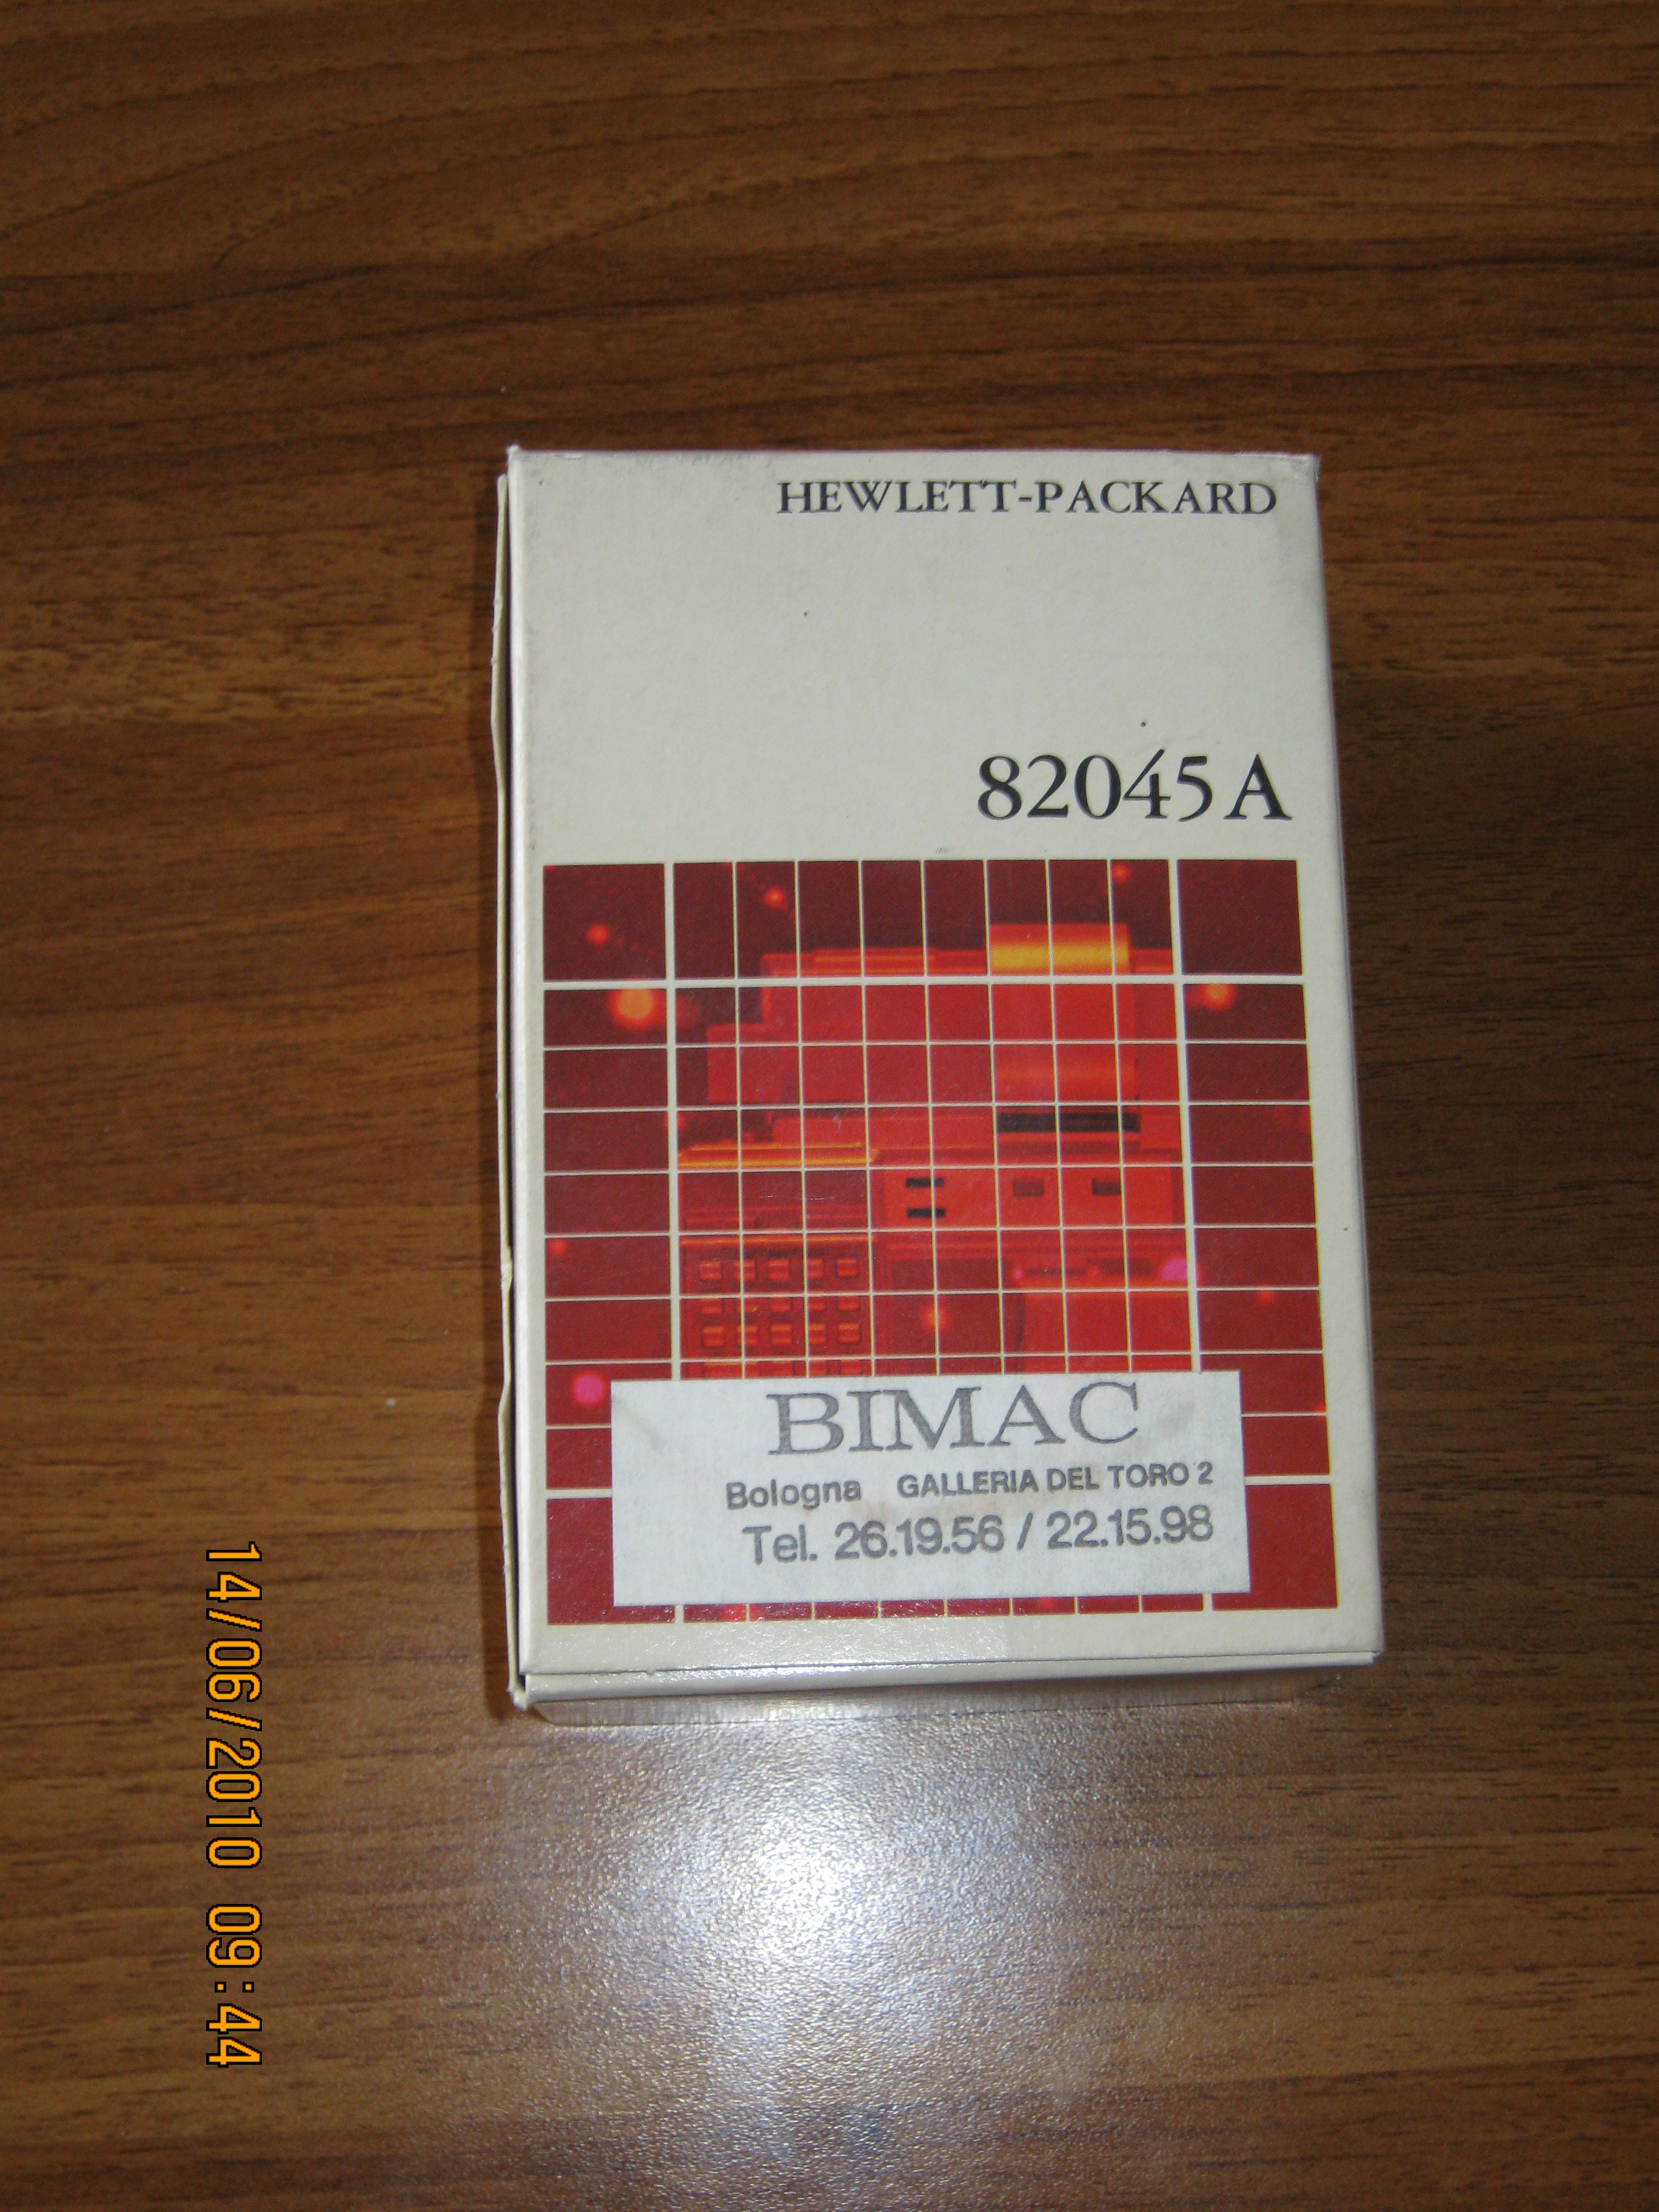 HEWLETT-PACKARD
82045A
BIMAC
Bologna GALLERIA DEL TORO 2
Tel. 26.19.56 / 22.15.98
14/06/2010 09:44